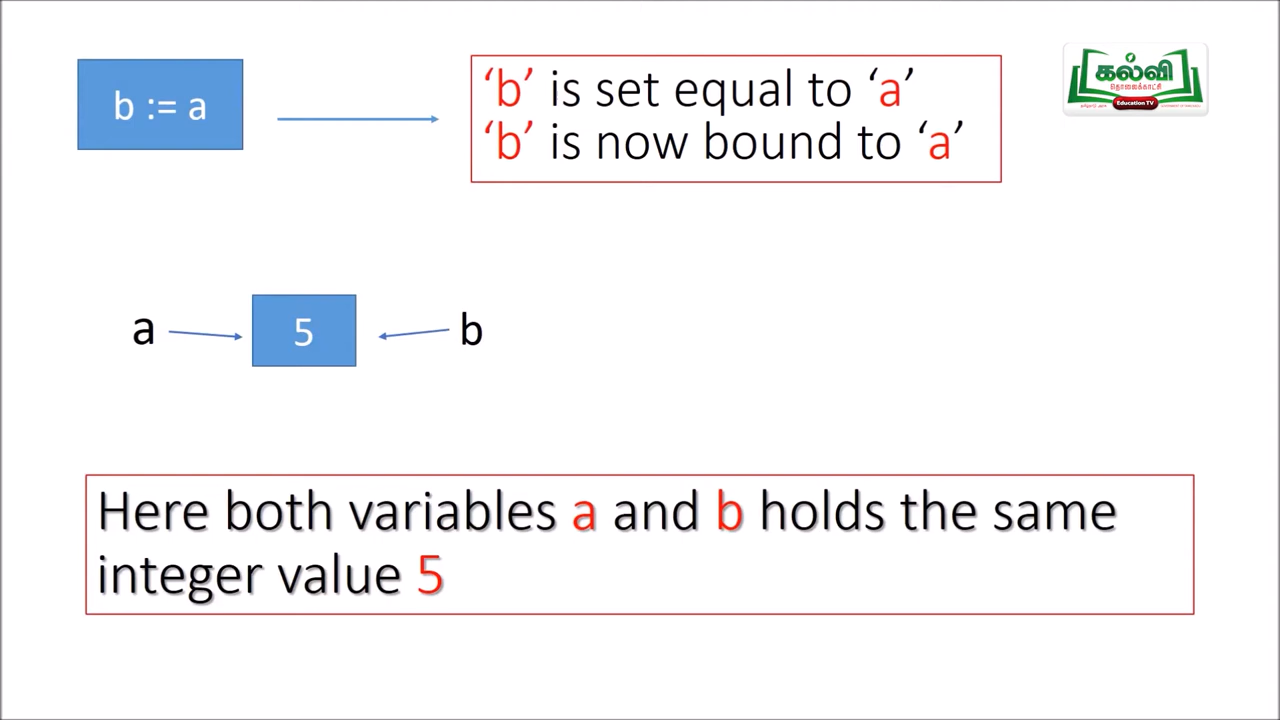 b := a
‘b’ is set equal to ‘a’
‘b’ is now bound to ‘a’
கல்வி
தொலைக்காட்சி
Education TV
a
5
b
Here both variables a and b holds the same
integer value 5